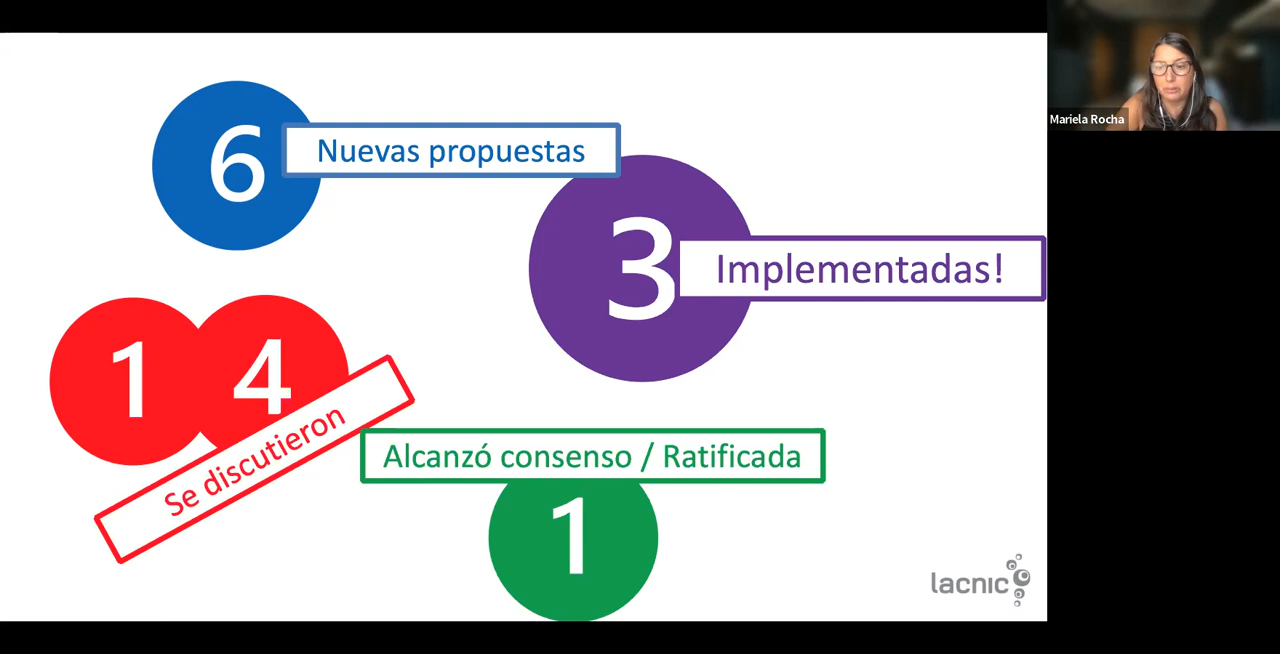 6
Nuevas propuestas
3
Implementadas!
14
Se discutieron
Alcanzó consenso / Ratificada
1
lacnic
Mariela Rocha